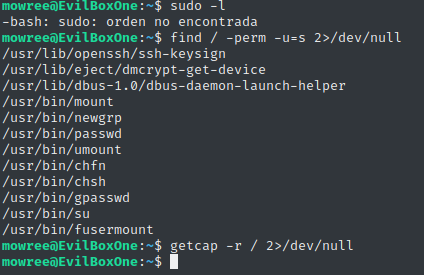 mowree@EvilBoxOne:~$ sudo -l
-bash: sudo: orden no encontrada
mowree@EvilBoxOne:~$ find / -perm -u=s 2>/dev/null
/usr/lib/openssh/ssh-keysign
/usr/lib/eject/dmcrypt-get-device
/usr/lib/dbus-1.0/dbus-daemon-launch-helper
/usr/bin/mount
/usr/bin/newgrp
/usr/bin/passwd
/usr/bin/umount
/usr/bin/chfn
/usr/bin/chsh
/usr/bin/gpasswd
/usr/bin/su
/usr/bin/fusermount
mowree@EvilBoxOne:~$ getcap -r / 2>/dev/null
mowree@EvilBoxOne:~$